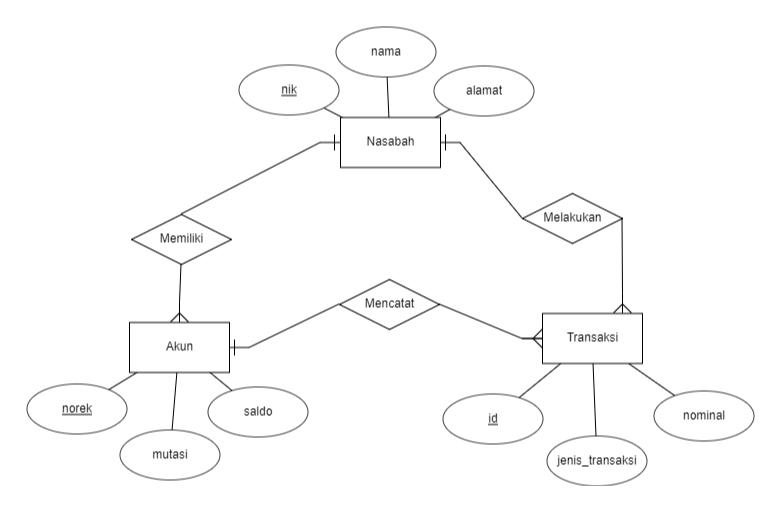 nama
nik
alamat
Nasabah
Melakukan
Memiliki
Mencatat
Transaksi
Akun
norek
saldo
mutasi
id
nominal
jenis_transaksi